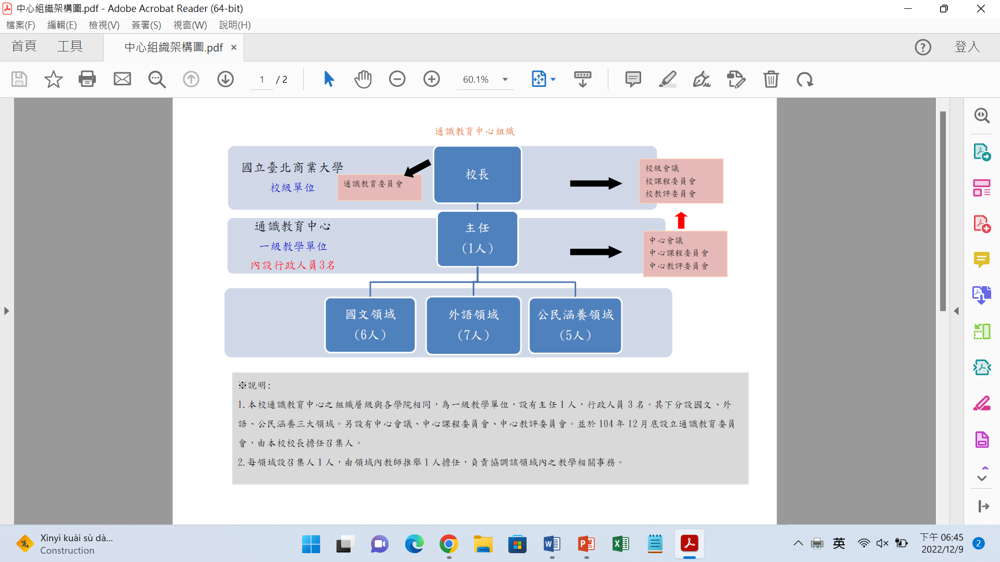 中心組織架構圖.pdf - Adobe Acrobat Reader (64-bit)
檔案(F) 編輯(E) 檢視(V) 簽署(S) 視窗(W) 說明(H)
首頁 工具 中心組織架構圖.pdf × 登入
1 / 2 60.1%
通識教育中心組織
國立臺北商業大學
校級單位
通識教育委員會
校長
校級會議
校課程委員會
校教評委員會
通識教育中心
一級教學單位
內設行政人員3名
主任
(1人)
中心會議
中心課程委員會
中心教評委員會
國文領域
(6人)
外語領域
(7人)
公民涵養領域
(5人)
※說明:
1.本校通識教育中心之組織層級與各學院相同，為一級教學單位，設有主任1人，行政人員3名。其下分設國文、外
語、公民涵養三大領域。另設有中心會議、中心課程委員會、中心教評委員會。並於104年12月底設立通識教育委員
會，由本校校長擔任召集人。
2.每領域設召集人1人，由領域內教師推舉1人擔任，負責協調該領域內之教學相關事務。
Xìnyì kuài sù dà...
Construction
英
下午 06:45
2022/12/9
2